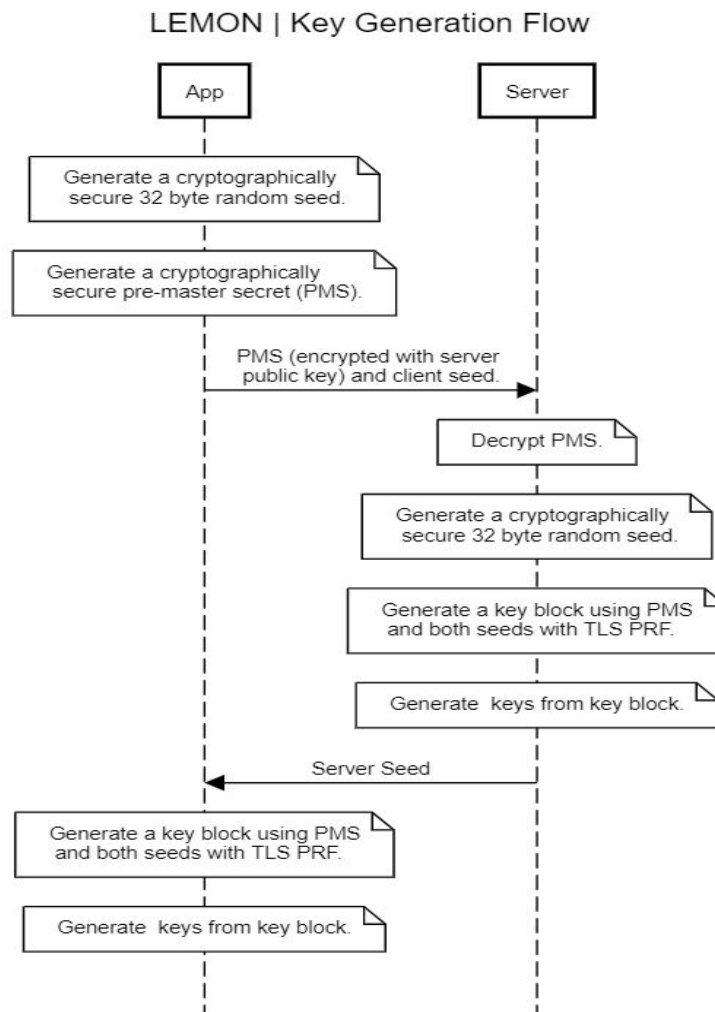 LEMON | Key Generation Flow
App
Server
Generate a cryptographically
secure 32 byte random seed.
Generate a cryptographically
secure pre-master secret (PMS).
PMS (encrypted with server
public key) and client seed.
Decrypt PMS.
Generate a cryptographically
secure 32 byte random seed.
Generate a key block using PMS
and both seeds with TLS PRF.
Generate  keys from key block.
Server Seed
Generate a key block using PMS
and both seeds with TLS PRF.
Generate  keys from key block.